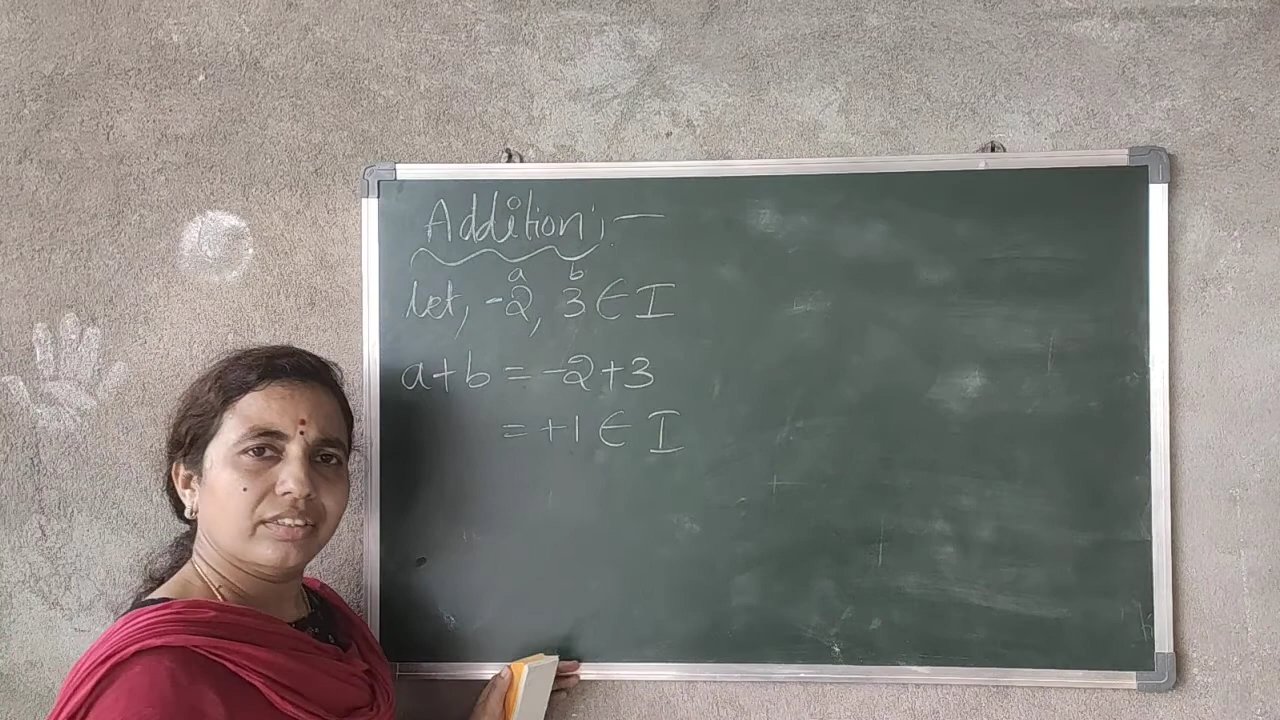 Addition :-
a b
let, -2, 3 ∈ I
a+b = -2+3
= +1 ∈ I